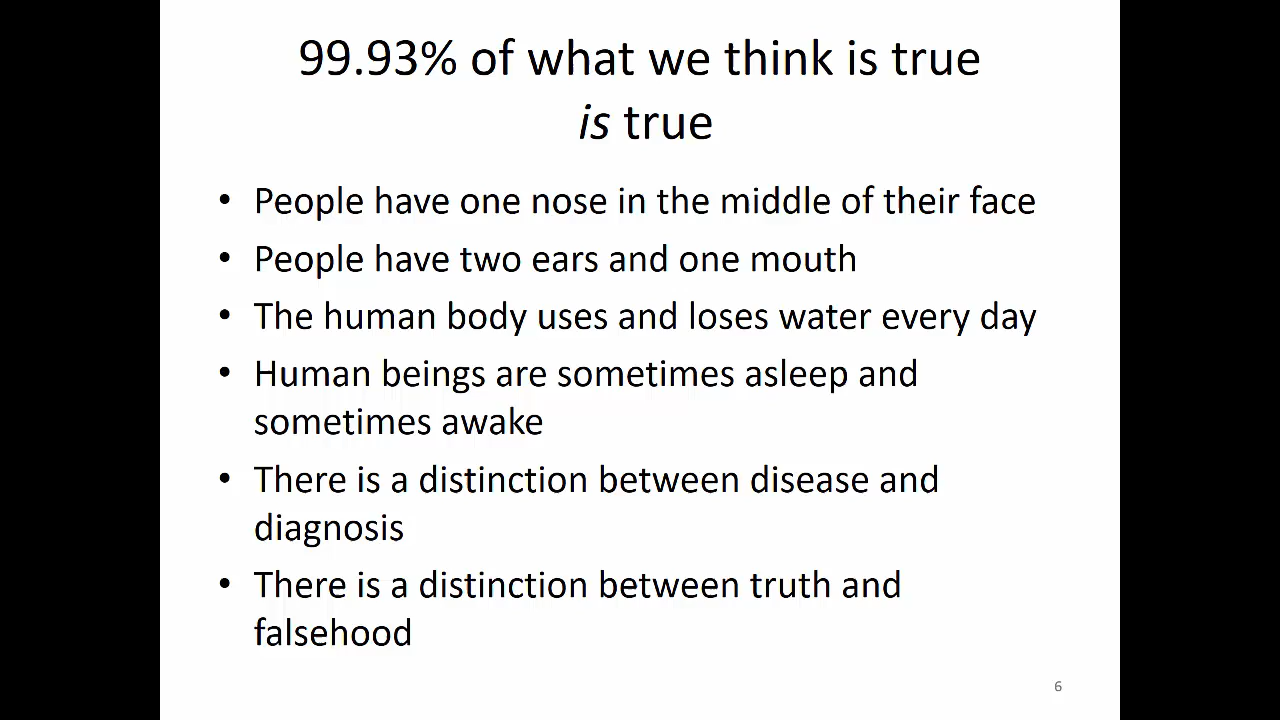 99.93% of what we think is true
is true
• People have one nose in the middle of their face
• People have two ears and one mouth
• The human body uses and loses water every day
• Human beings are sometimes asleep and
sometimes awake
• There is a distinction between disease and
diagnosis
• There is a distinction between truth and
falsehood
6